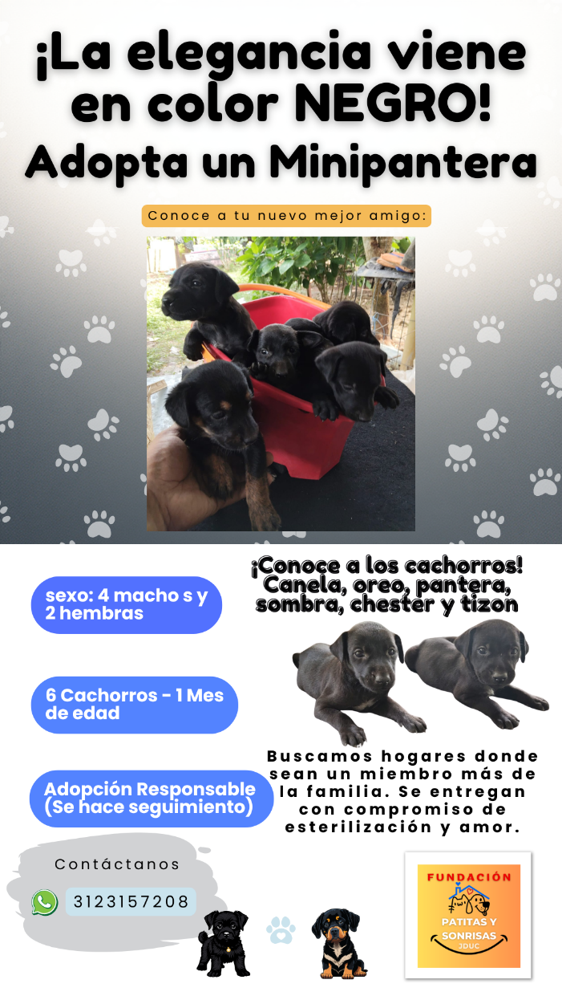 ¡La elegancia viene
en color NEGRO!
Adopta un Minipantera
Conoce a tu nuevo mejor amigo:
¡Conoce a los cachorros!
Canela, oreo, pantera,
sombra, chester y tizon
sexo: 4 macho s y
2 hembras
6 Cachorros - 1 Mes
de edad
Adopción Responsable
(Se hace seguimiento)
Buscamos hogares donde
sean un miembro más de
la familia. Se entregan
con compromiso de
esterilización y amor.
Contáctanos
3123157208
FUNDACIÓN
PATITAS Y
SONRISAS
JDUC